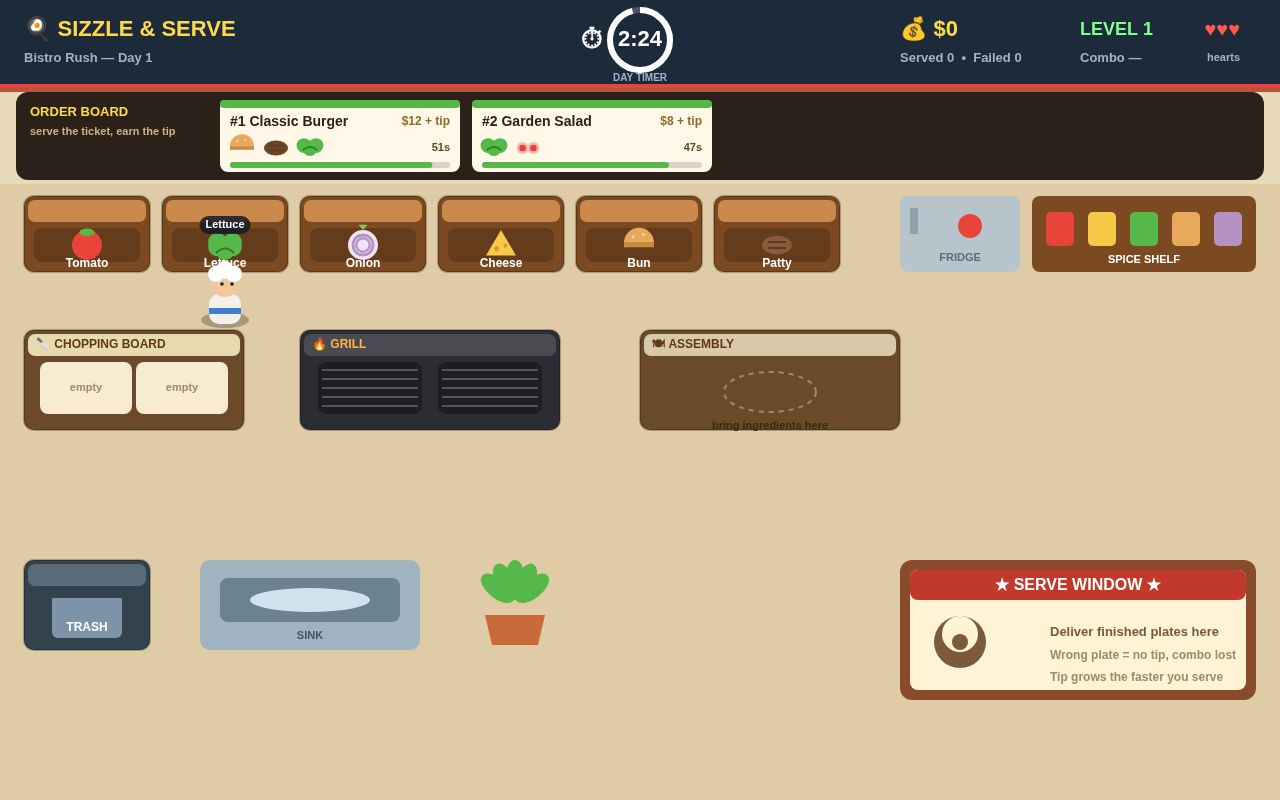 🍳 SIZZLE & SERVE
Bistro Rush — Day 1
⏱ 2:24
DAY TIMER
💰 $0
Served 0 • Failed 0
LEVEL 1
Combo —
♥♥♥
hearts
ORDER BOARD
serve the ticket, earn the tip
#1 Classic Burger $12 + tip
51s
#2 Garden Salad $8 + tip
47s
Tomato
Lettuce
Lettuce
Onion
Cheese
Bun
Patty
FRIDGE
SPICE SHELF
🔪 CHOPPING BOARD
empty empty
🔥 GRILL
🍽 ASSEMBLY
bring ingredients here
TRASH
SINK
★ SERVE WINDOW ★
Deliver finished plates here
Wrong plate = no tip, combo lost
Tip grows the faster you serve